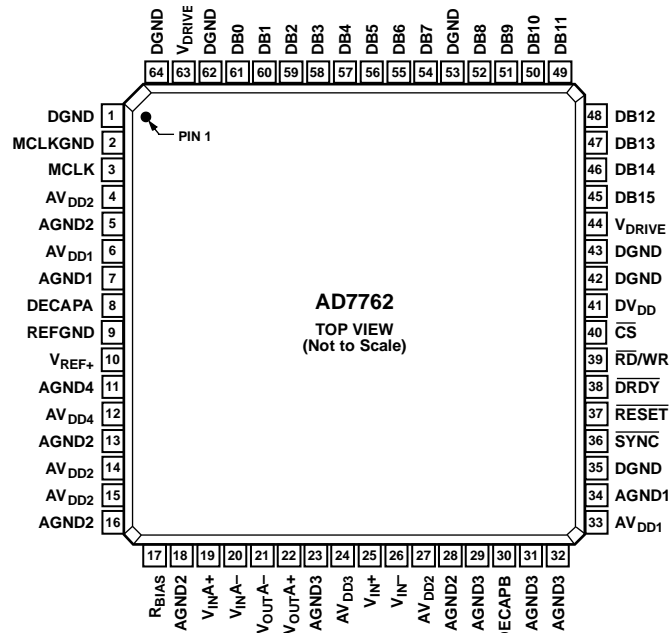 DGND
VDRIVE
DGND
DB0
DB1
DB2
DB3
DB4
DB5
DB6
DB7
DGND
DB8
DB9
DB10
DB11
64 63 62 61 60 59 58 57 56 55 54 53 52 51 50 49
DGND 1
MCLKGND 2
MCLK 3
AVDD2 4
AGND2 5
AVDD1 6
AGND1 7
DECAPA 8
REFGND 9
VREF+ 10
AGND4 11
AVDD4 12
AGND2 13
AVDD2 14
AVDD2 15
AGND2 16
PIN 1
AD7762
TOP VIEW
(Not to Scale)
48 DB12
47 DB13
46 DB14
45 DB15
44 VDRIVE
43 DGND
42 DGND
41 DVDD
40 CS
39 RD/WR
38 DRDY
37 RESET
36 SYNC
35 DGND
34 AGND1
33 AVDD1
17 18 19 20 21 22 23 24 25 26 27 28 29 30 31 32
RBIAS
AGND2
VINA+
VINA–
VOUTA–
VOUTA+
AGND3
AVDD3
VIN+
VIN–
AVDD2
AGND2
AGND3
DECAPB
AGND3
AGND3